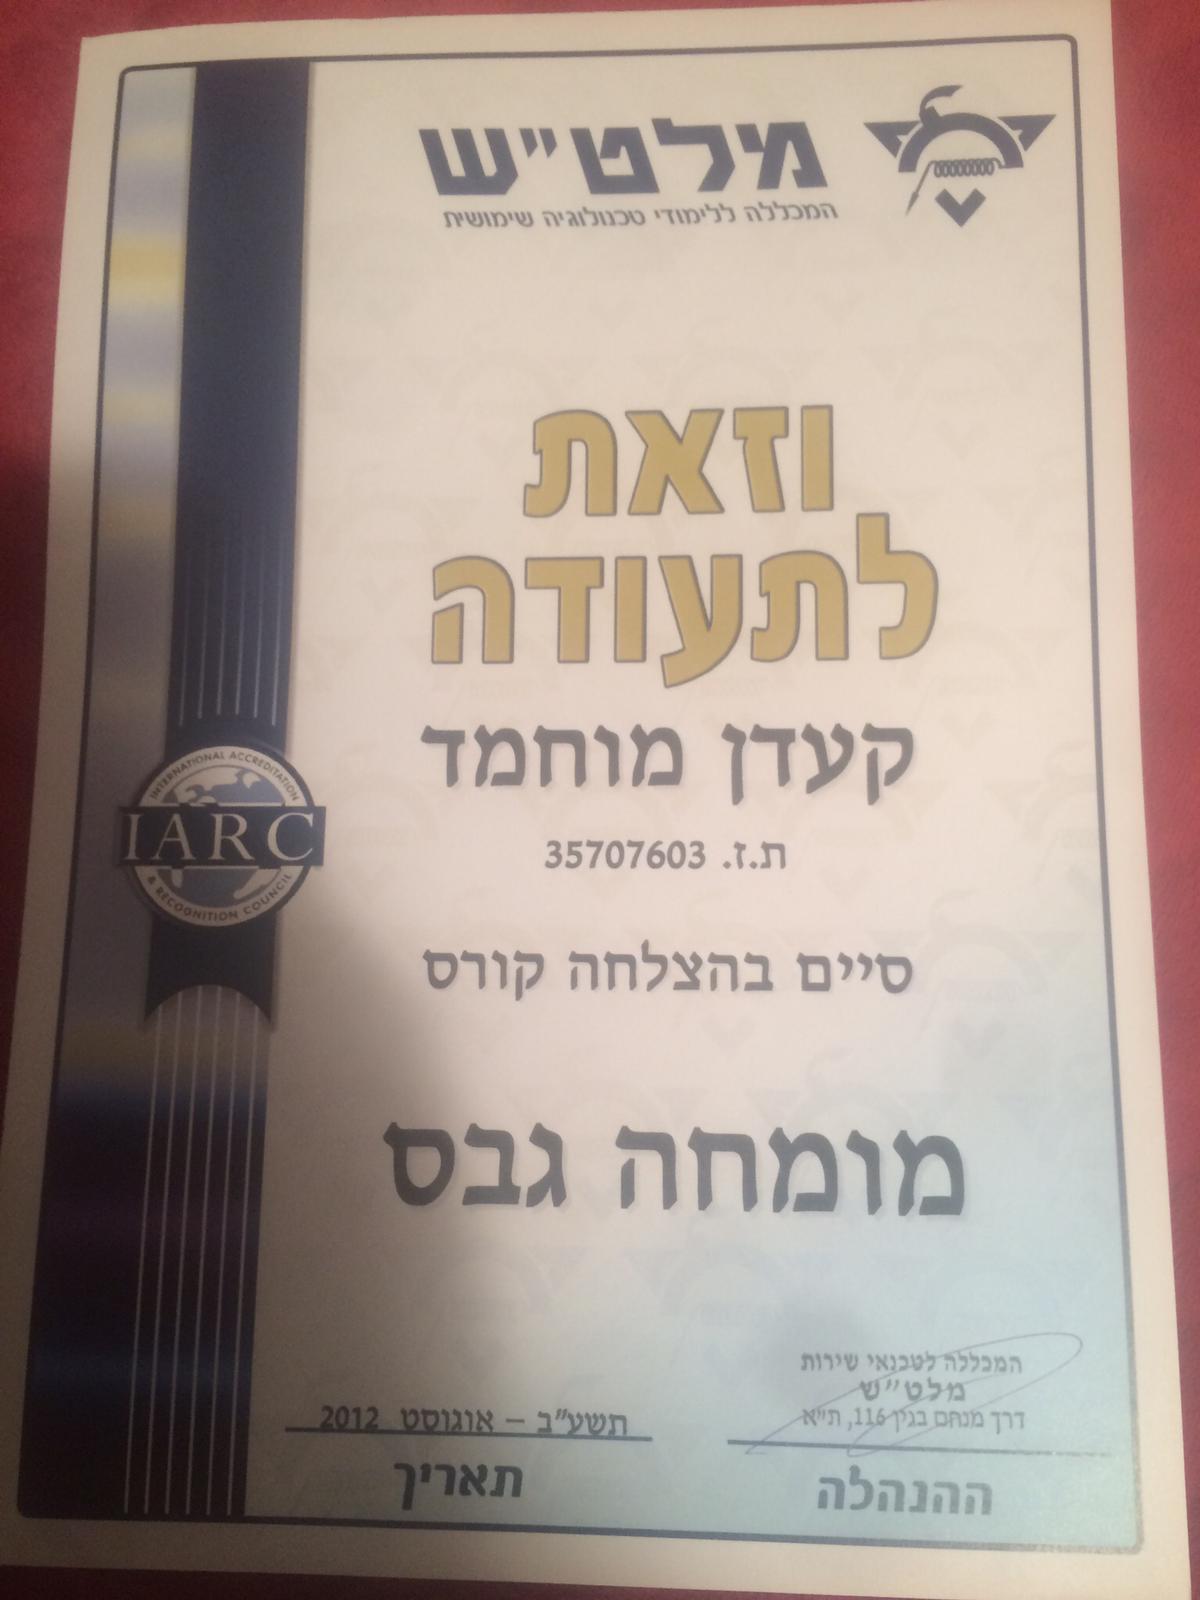 מלט״ש
המכללה ללימודי טכנולוגיה שימושית
וזאת
לתעודה
קעדן מוחמד
ת.ז. 35707603
INTERNATIONAL ACCREDITATION
IARC
& RECOGNITION COUNCIL
סיים בהצלחה קורס
מומחה גבס
המכללה לטכנאי שירות
מלט״ש
דרך מנחם בגין 116, ת״א
תשע״ב – אוגוסט 2012
ההנהלה
תאריך